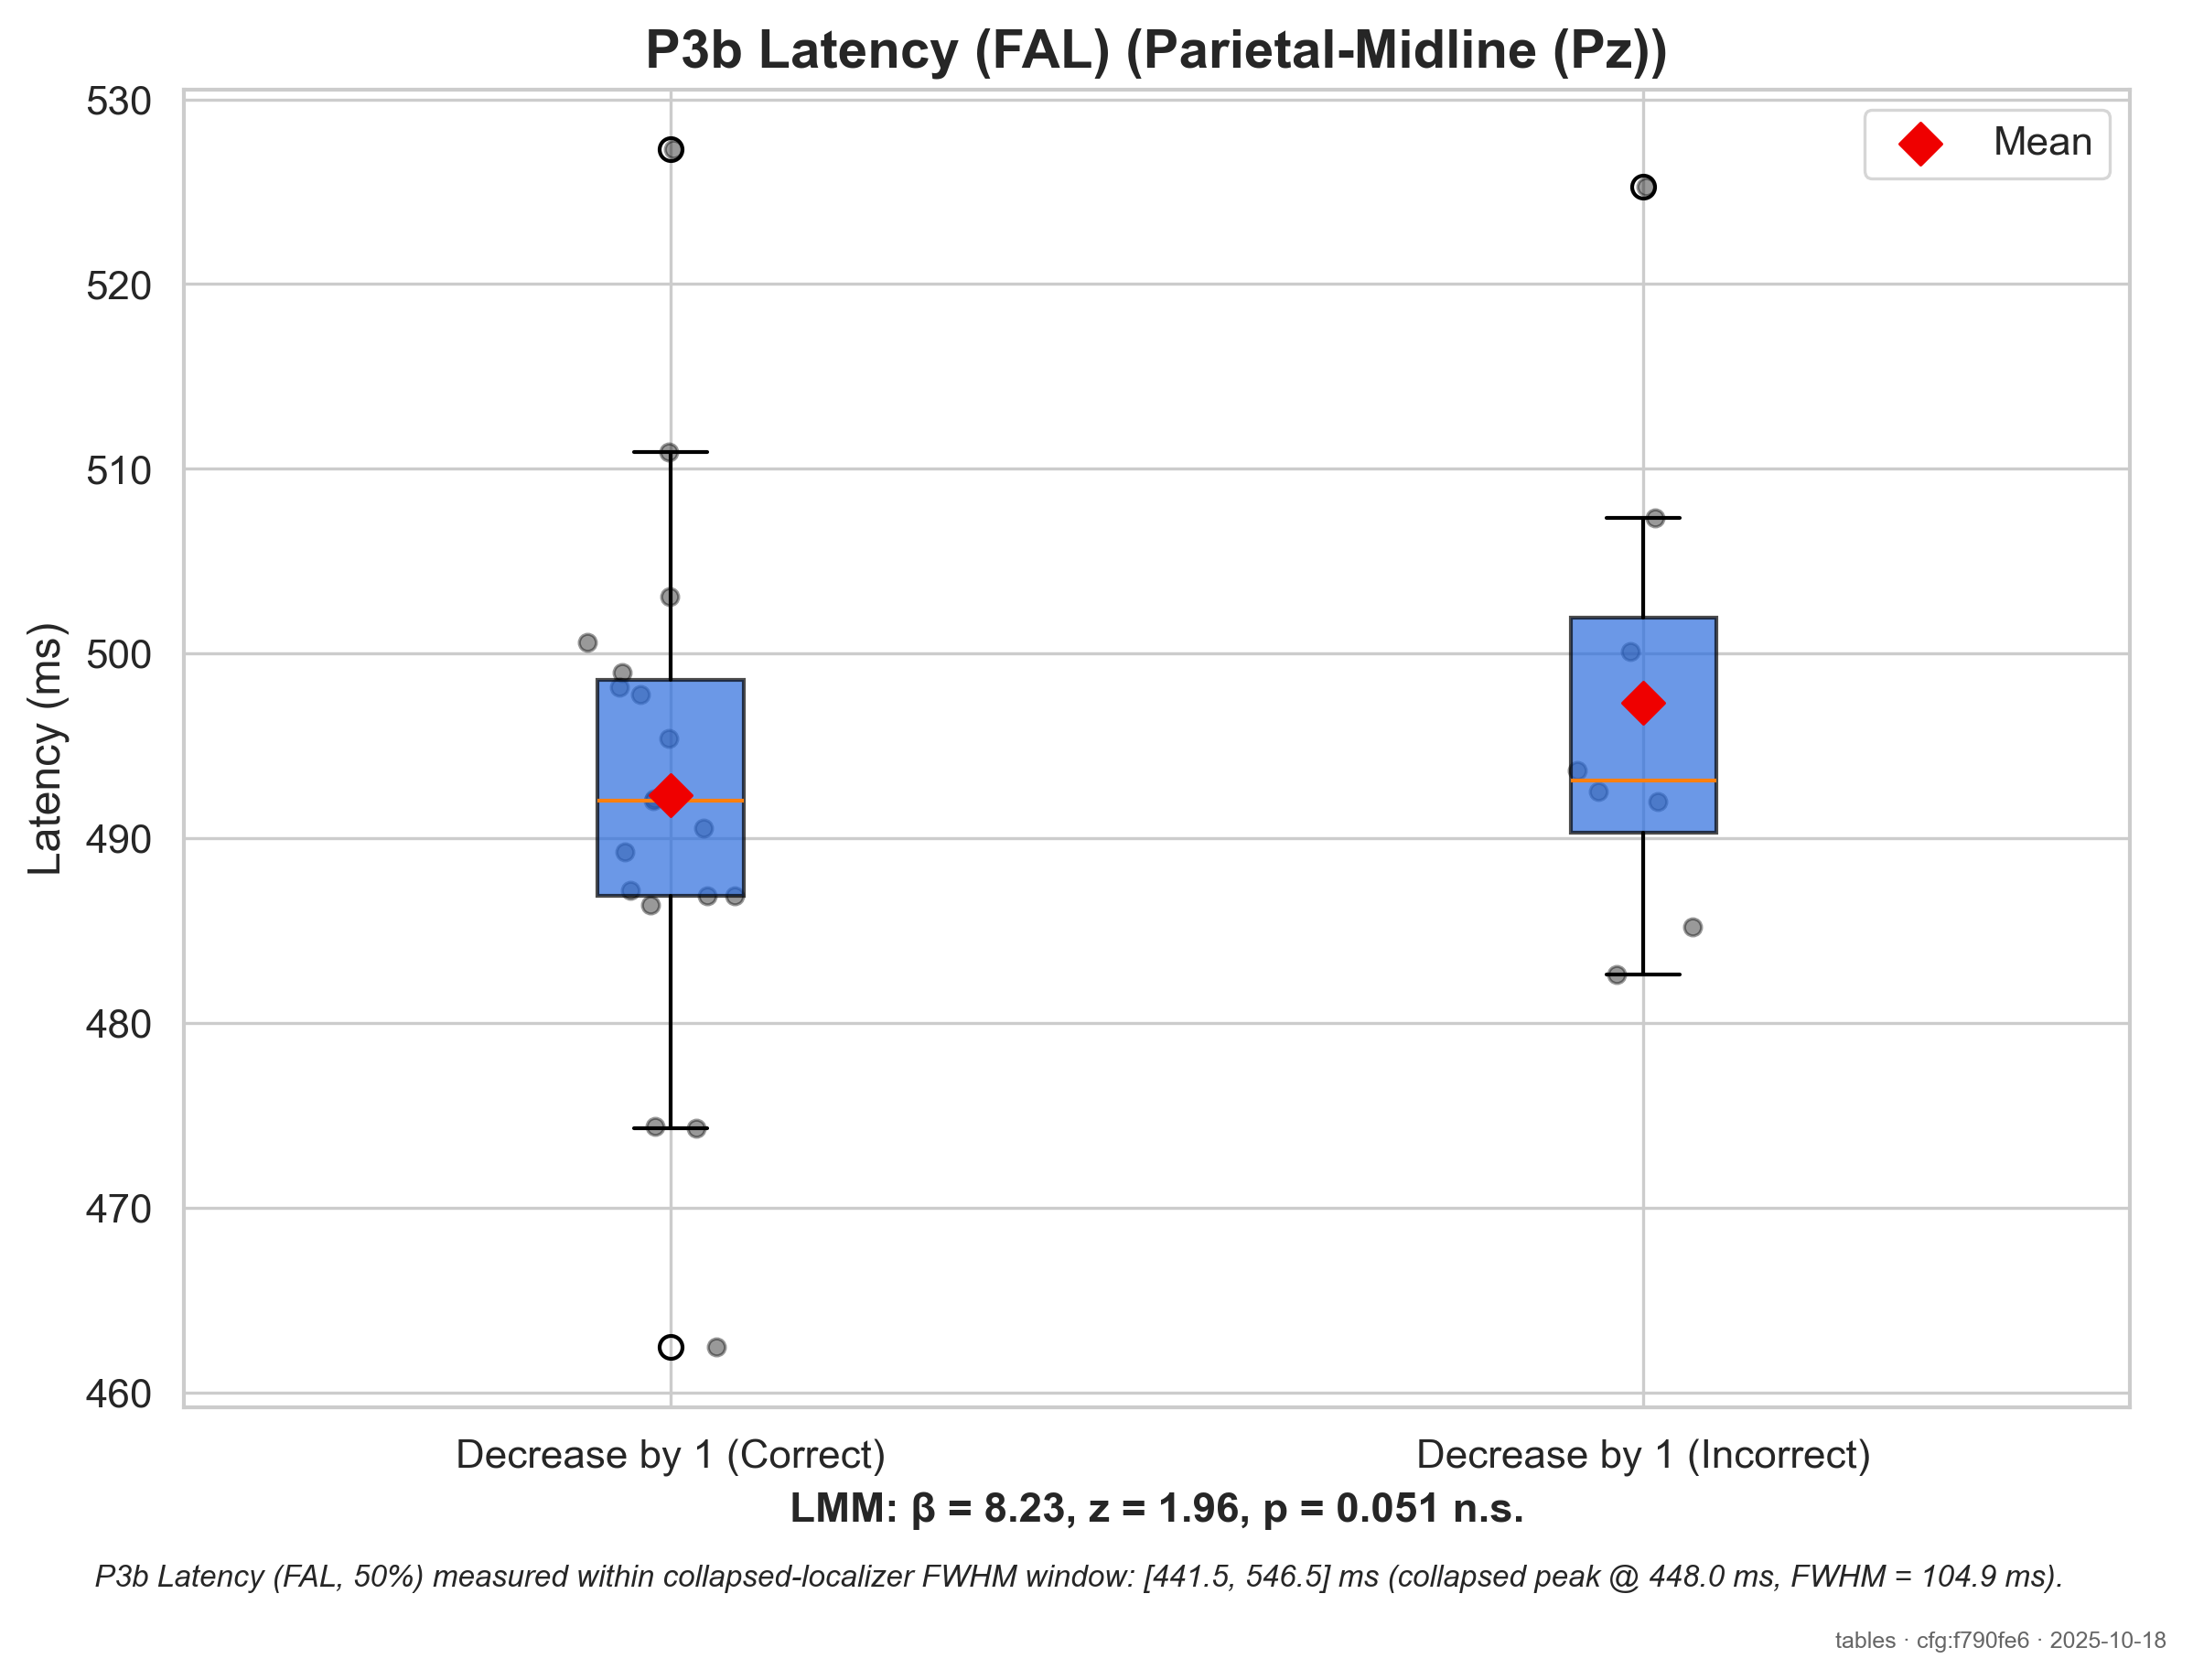 P3b Latency (FAL) (Parietal-Midline (Pz))
Mean
Latency (ms)
530
520
510
500
490
480
470
460
Decrease by 1 (Correct)
Decrease by 1 (Incorrect)
LMM: β = 8.23, z = 1.96, p = 0.051 n.s.
P3b Latency (FAL, 50%) measured within collapsed-localizer FWHM window: [441.5, 546.5] ms (collapsed peak @ 448.0 ms, FWHM = 104.9 ms).
tables · cfg:f790fe6 · 2025-10-18